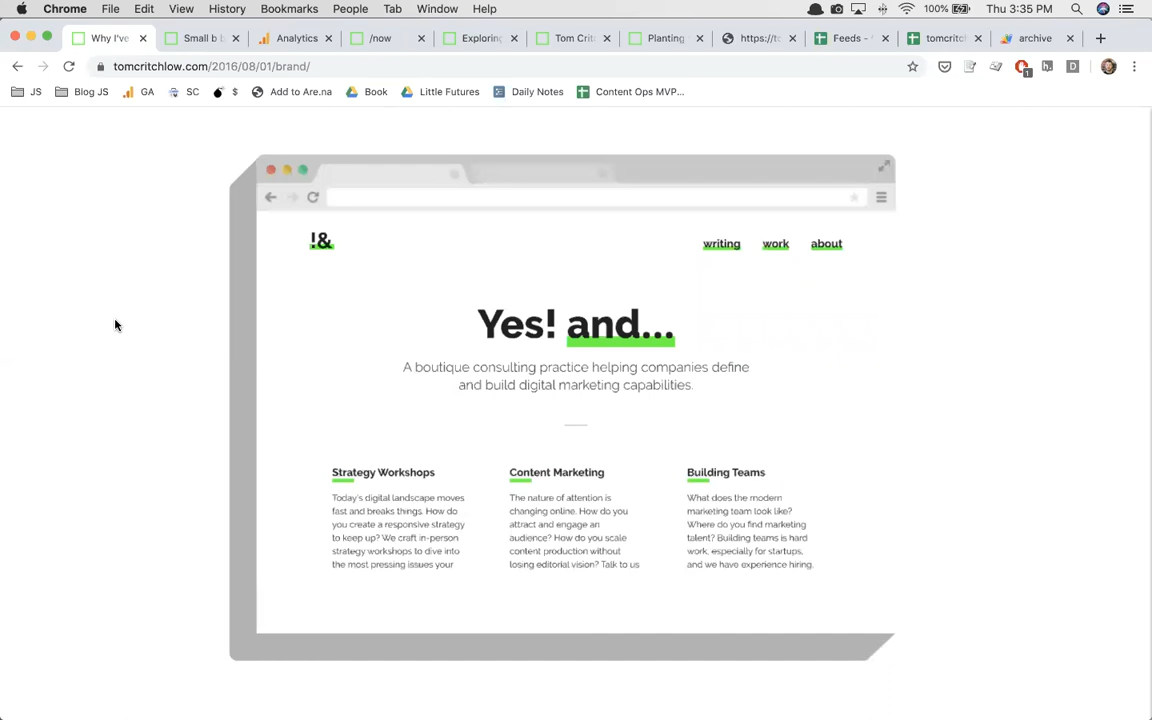 Chrome File Edit View History Bookmarks People Tab Window Help 100% Thu 3:35 PM
Why I've Small b Analytics /now Exploring Tom Crit Planting https://t Feeds - tomcritch archive
tomcritchlow.com/2016/08/01/brand/
JS Blog JS GA SC $ Add to Are.na Book Little Futures Daily Notes Content Ops MVP...
!& writing work about
Yes! and...
A boutique consulting practice helping companies define
and build digital marketing capabilities.
Strategy Workshops
Today's digital landscape moves
fast and breaks things. How do
you create a responsive strategy
to keep up? We craft in-person
strategy workshops to dive into
the most pressing issues your
Content Marketing
The nature of attention is
changing online. How do you
attract and engage an
audience? How do you scale
content production without
losing editorial vision? Talk to us
Building Teams
What does the modern
marketing team look like?
Where do you find marketing
talent? Building teams is hard
work, especially for startups,
and we have experience hiring.